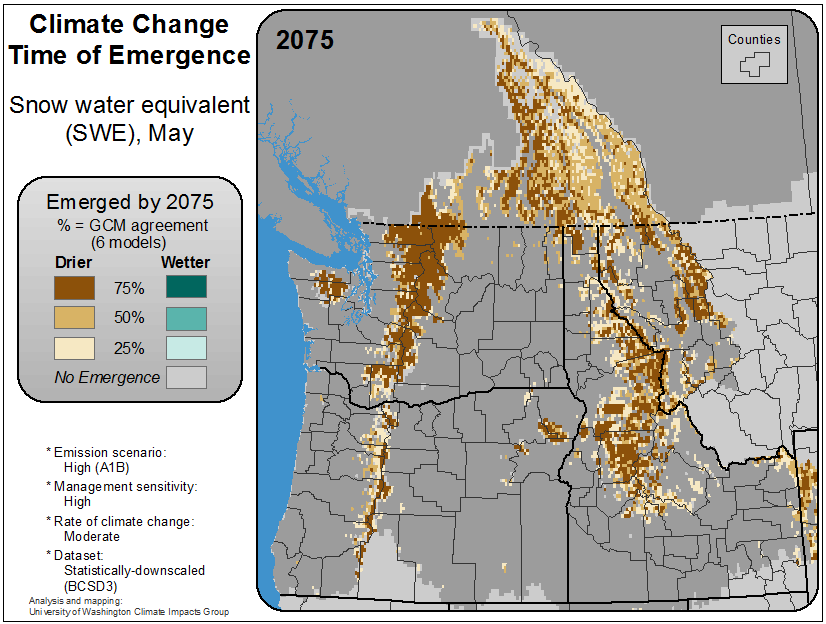 Climate Change
Time of Emergence
Snow water equivalent
(SWE), May
Emerged by 2075
% = GCM agreement
(6 models)
Drier Wetter
75%
50%
25%
No Emergence
* Emission scenario:
High (A1B)
* Management sensitivity:
High
* Rate of climate change:
Moderate
* Dataset:
Statistically-downscaled
(BCSD3)
Analysis and mapping:
University of Washington Climate Impacts Group
2075
Counties